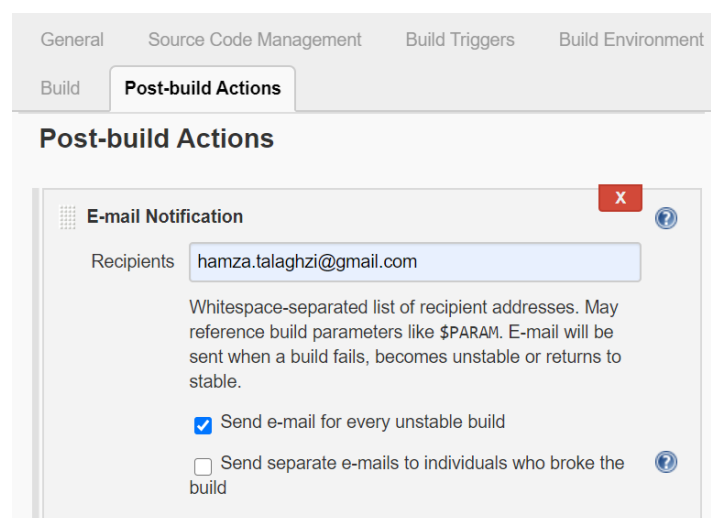 General Source Code Management Build Triggers Build Environment
Build Post-build Actions
Post-build Actions
X
E-mail Notification
Recipients hamza.talaghzi@gmail.com
Whitespace-separated list of recipient addresses. May
reference build parameters like $PARAM. E-mail will be
sent when a build fails, becomes unstable or returns to
stable.
Send e-mail for every unstable build
Send separate e-mails to individuals who broke the
build